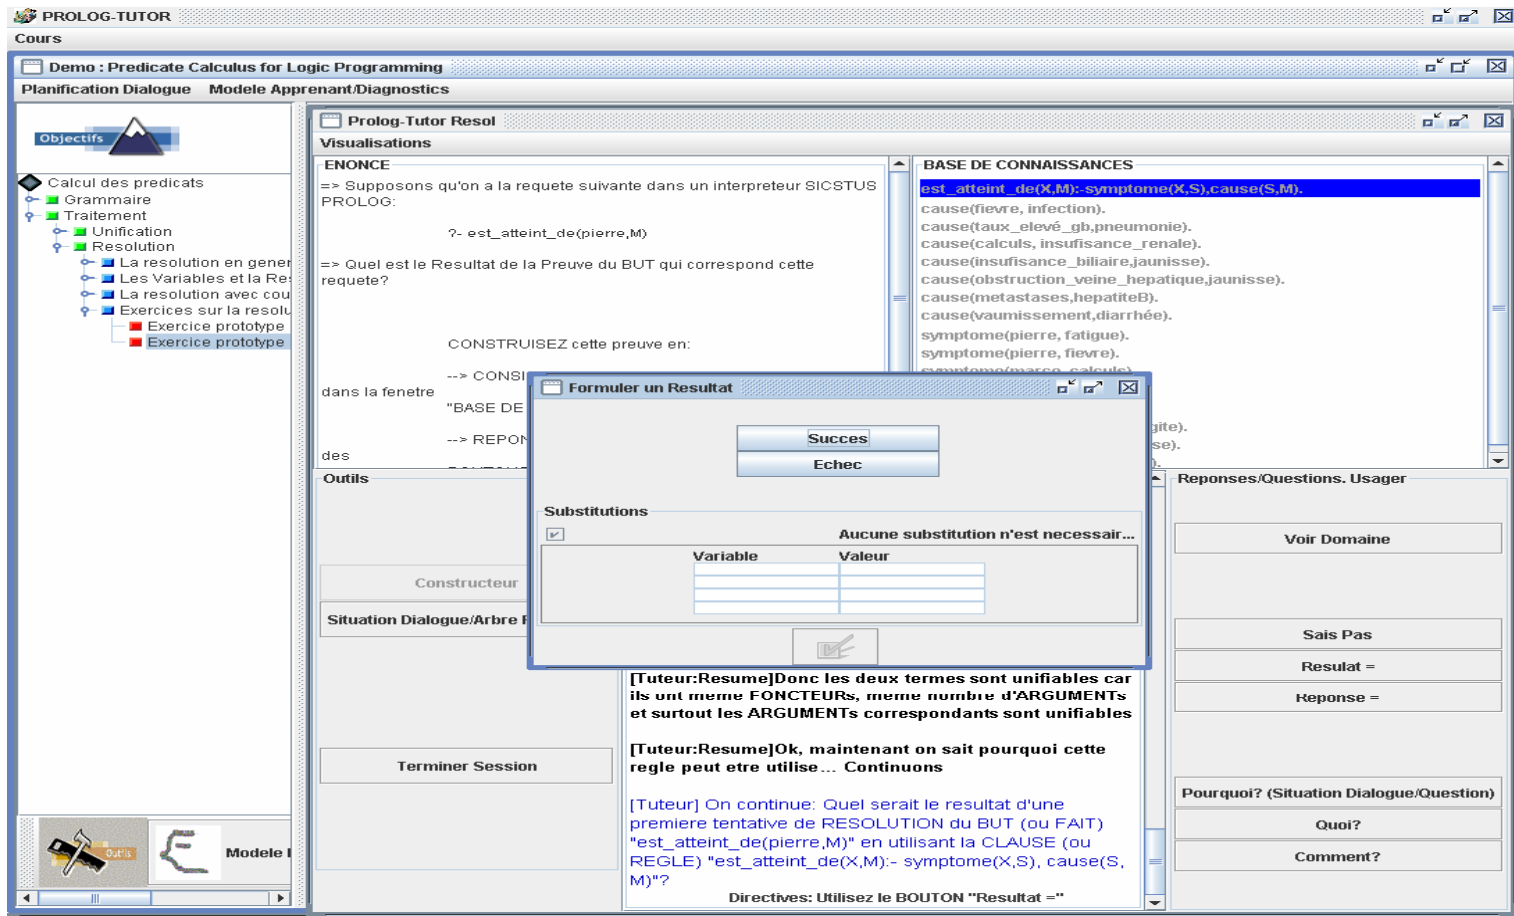 PROLOG-TUTOR
Cours
Demo : Predicate Calculus for Logic Programming
Planification Dialogue Modele Apprenant/Diagnostics
Objectifs
Calcul des predicats
Grammaire
Traitement
Unification
Resolution
La resolution en gener
Les Variables et la Re
La resolution avec cou
Exercices sur la resolu
Exercice prototype
Exercice prototype
Outils
Modele
Prolog-Tutor Resol
Visualisations
ENONCE
=> Supposons qu'on a la requete suivante dans un interpreteur SICSTUS
PROLOG:
?- est_atteint_de(pierre,M)
=> Quel est le Resultat de la Preuve du BUT qui correspond cette
requete?
CONSTRUISEZ cette preuve en:
--> CONSI
dans la fenetre
"BASE DE
--> REPON
des
BASE DE CONNAISSANCES
est_atteint_de(X,M):-symptome(X,S),cause(S,M).
cause(fievre, infection).
cause(taux_elevé_gb,pneumonie).
cause(calculs, insufisance_renale).
cause(insufisance_biliaire,jaunisse).
cause(obstruction_veine_hepatique,jaunisse).
cause(metastases,hepatiteB).
cause(vaumissement,diarrhée).
symptome(pierre, fatigue).
symptome(pierre, fievre).
symptome(marco, calculs)
gite).
se).
).
Formuler un Resultat
Succes
Echec
Substitutions
Aucune substitution n'est necessair...
Variable Valeur
Outils
Constructeur
Situation Dialogue/Arbre
Terminer Session
[Tuteur:Resume]Donc les deux termes sont unifiables car
ils ont meme FONCTEURs, meme nombre d'ARGUMENTs
et surtout les ARGUMENTs correspondants sont unifiables
[Tuteur:Resume]Ok, maintenant on sait pourquoi cette
regle peut etre utilise... Continuons
[Tuteur] On continue: Quel serait le resultat d'une
premiere tentative de RESOLUTION du BUT (ou FAIT)
"est_atteint_de(pierre,M)" en utilisant la CLAUSE (ou
REGLE) "est_atteint_de(X,M):- symptome(X,S), cause(S,
M)"?
Directives: Utilisez le BOUTON "Resultat ="
Reponses/Questions. Usager
Voir Domaine
Sais Pas
Resulat =
Reponse =
Pourquoi? (Situation Dialogue/Question)
Quoi?
Comment?